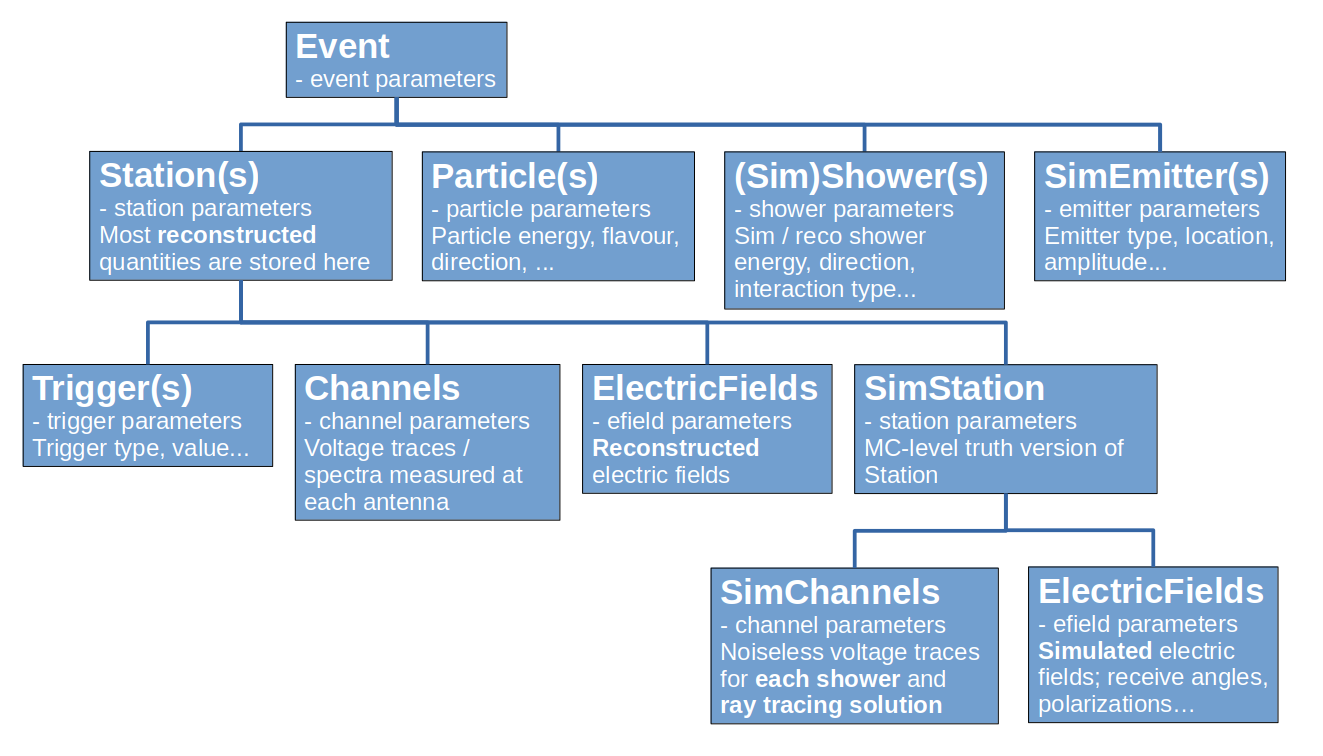 Event
- event parameters
Station(s)
- station parameters
Most reconstructed
quantities are stored here
Particle(s)
- particle parameters
Particle energy, flavour,
direction, ...
(Sim)Shower(s)
- shower parameters
Sim / reco shower
energy, direction,
interaction type...
SimEmitter(s)
- emitter parameters
Emitter type, location,
amplitude...
Trigger(s)
- trigger parameters
Trigger type, value...
Channels
- channel parameters
Voltage traces /
spectra measured at
each antenna
ElectricFields
- efield parameters
Reconstructed
electric fields
SimStation
- station parameters
MC-level truth version of
Station
SimChannels
- channel parameters
Noiseless voltage traces
for each shower and
ray tracing solution
ElectricFields
- efield parameters
Simulated electric
fields; receive angles,
polarizations…